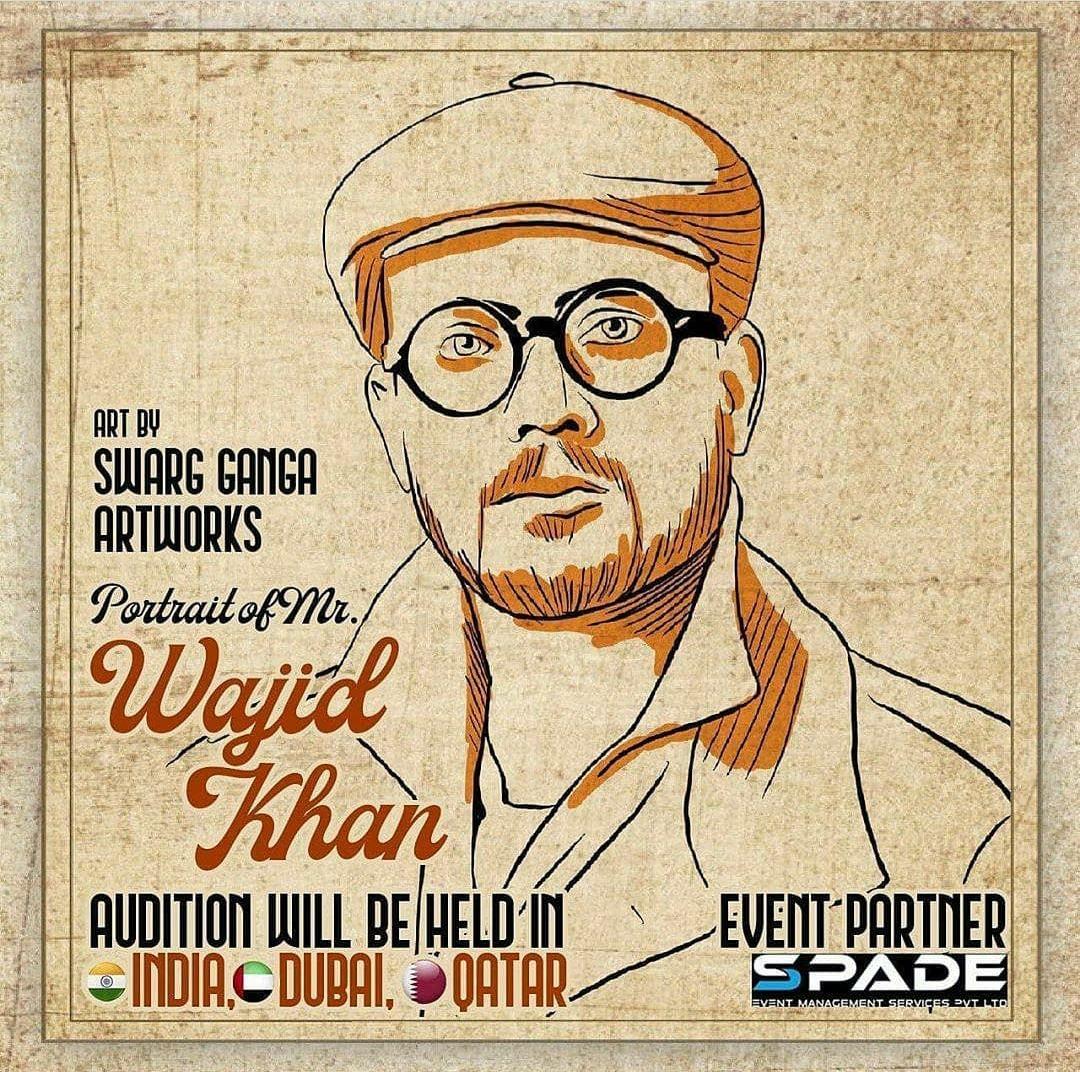 ART BY
SWARG GANGA
ARTWORKS
Portrait of Mr.
Wajid
Khan
AUDITION WILL BE HELD IN
INDIA, DUBAI, QATAR
EVENT PARTNER
SPADE
EVENT MANAGEMENT SERVICES PVT LTD